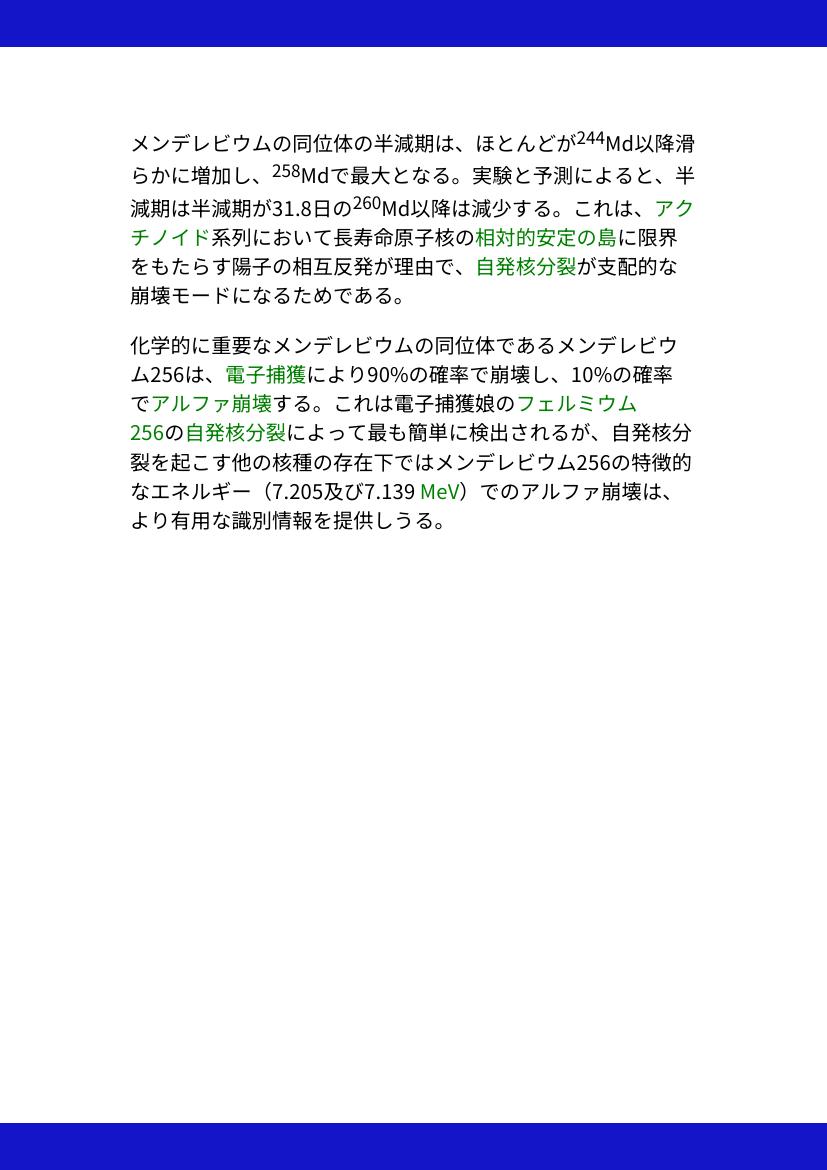 メンデレビウムの同位体の半減期は、ほとんどが244Md以降滑
らかに増加し、258Mdで最大となる。実験と予測によると、半
減期は半減期が31.8日の260Md以降は減少する。これは、アク
チノイド系列において長寿命原子核の相対的安定の島に限界
をもたらす陽子の相互反発が理由で、自発核分裂が支配的な
崩壊モードになるためである。
化学的に重要なメンデレビウムの同位体であるメンデレビウ
ム256は、電子捕獲により90%の確率で崩壊し、10%の確率
でアルファ崩壊する。これは電子捕獲娘のフェルミウム
256の自発核分裂によって最も簡単に検出されるが、自発核分
裂を起こす他の核種の存在下ではメンデレビウム256の特徴的
なエネルギー（7.205及び7.139 MeV）でのアルファ崩壊は、
より有用な識別情報を提供しうる。